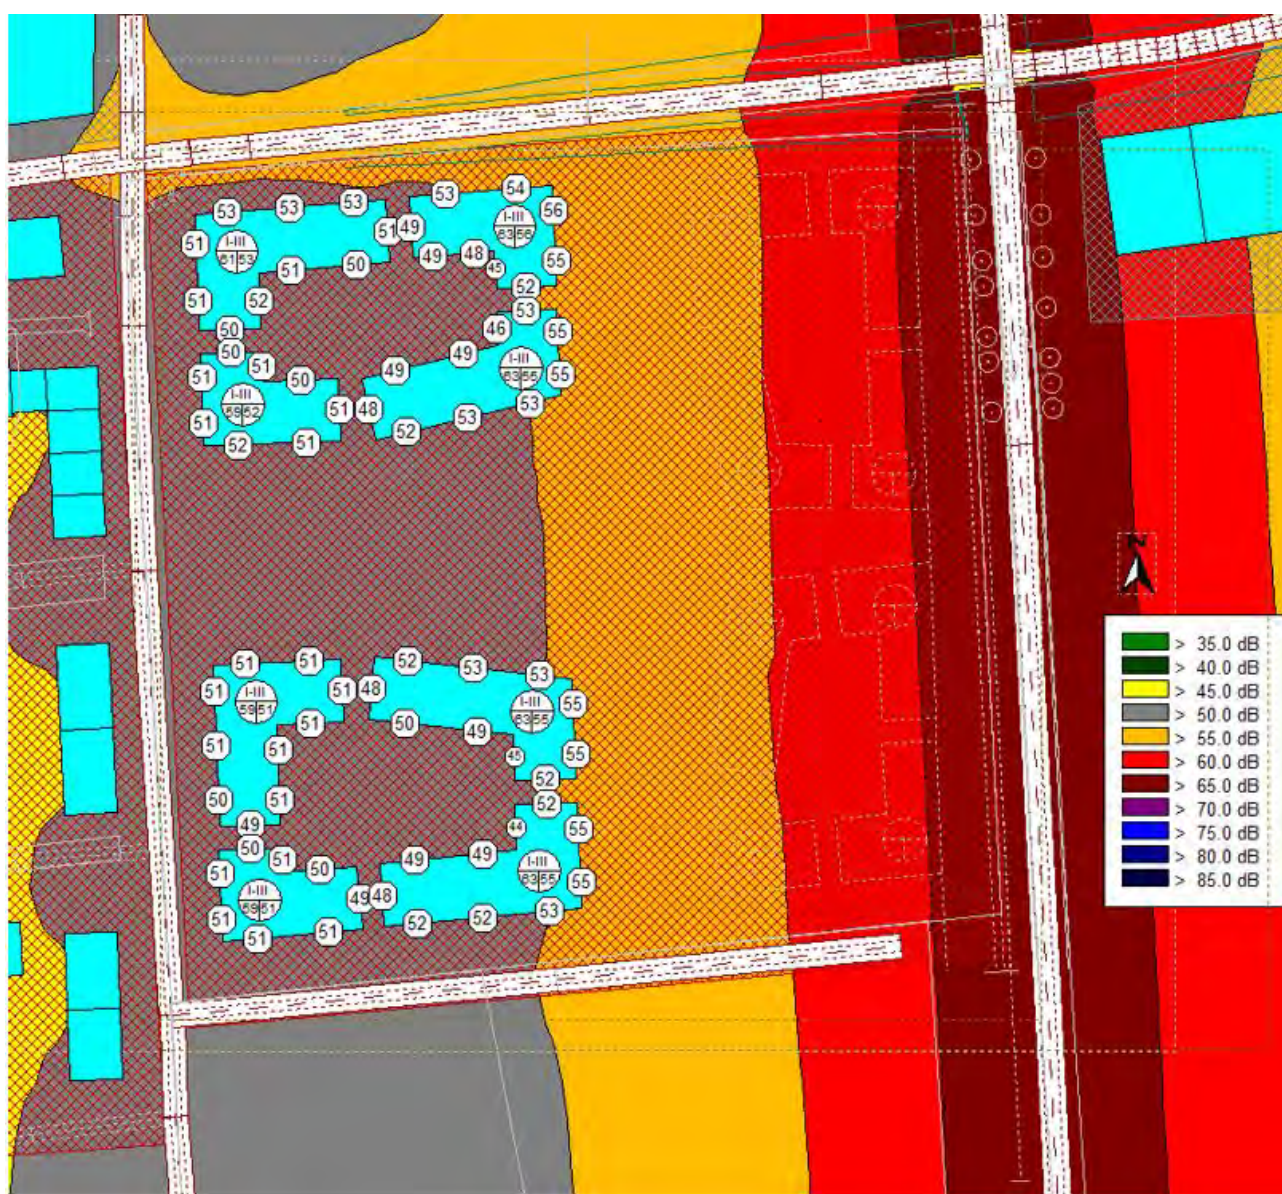 54
53 53 53 53 56
I-III
63 56
51 49
51 I-III
61 53
49 48 45 55
51 50
52
51 52 53
50 46 55
50 49
51 49 I-III
63 55
51 50 55
I-III
59 52
51 48 53
51 53
52 51 52
N
> 35.0 dB
> 40.0 dB
> 45.0 dB
> 50.0 dB
> 55.0 dB
> 60.0 dB
> 65.0 dB
> 70.0 dB
> 75.0 dB
> 80.0 dB
> 85.0 dB
51 51 52 53 53
51 I-III
59 51
51 48 55
I-III
63 55
51 50 49
51 51 45 55
52
50 51 52
49 44 55
50 51 50 49 49
51 I-III
63 55
I-III
59 51
49 48 55
51 53
51 51 52 52